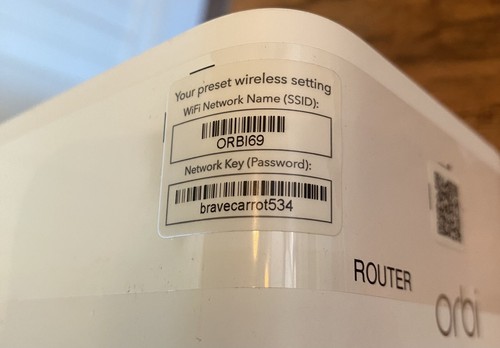 Your preset wireless setting
WiFi Network Name (SSID):
ORBI69
Network Key (Password):
bravecarrot534
ROUTER
orbi